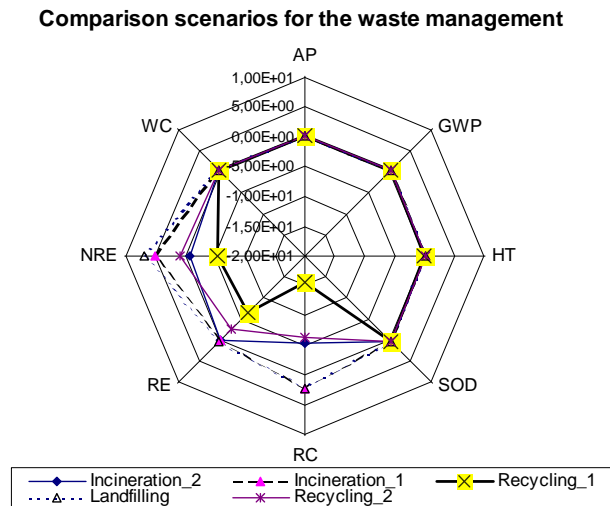 Comparison scenarios for the waste management
AP
1,00E+01
5,00E+00
0,00E+00
-5,00E+00
-1,00E+01
-1,50E+01
-2,00E+01
WC
GWP
NRE
HT
RE
SOD
RC
Incineration_2
Incineration_1
Recycling_1
Landfilling
Recycling_2